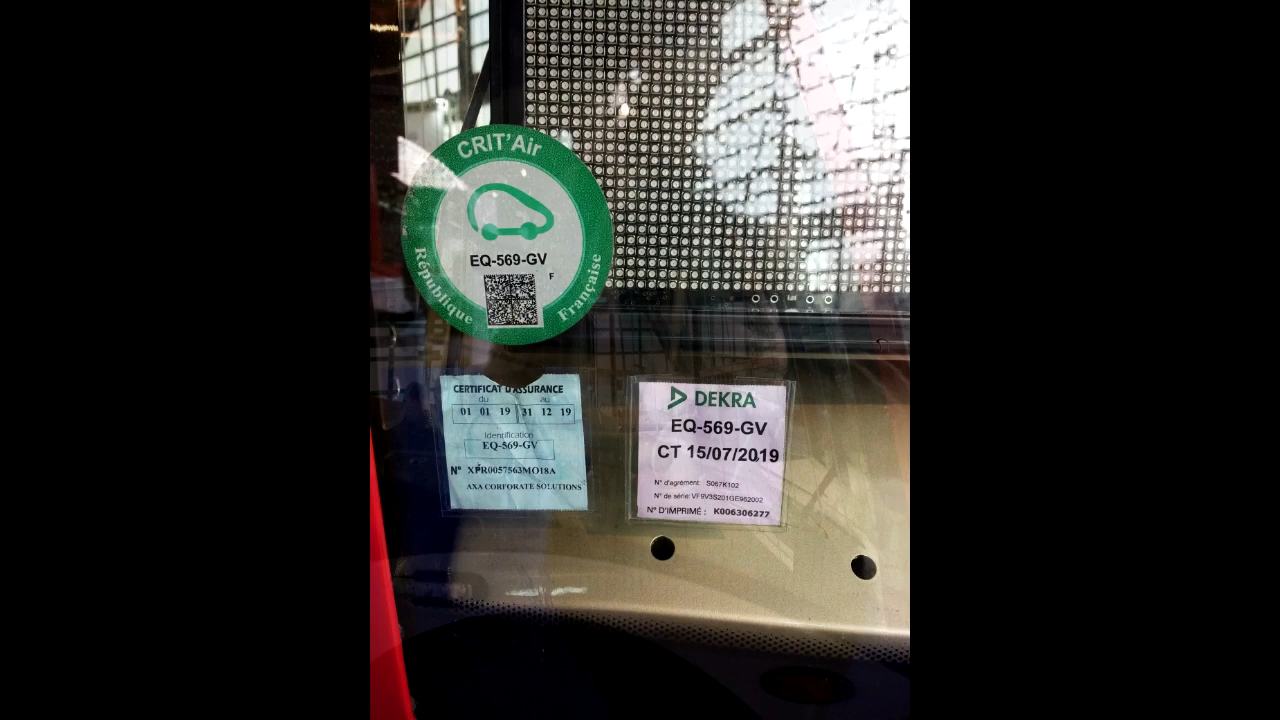 CRIT'Air
EQ-569-GV
F
République Française
CERTIFICAT D'ASSURANCE
du au
01 01 19 31 12 19
Identification
EQ-569-GV
N° XPR0057563MO18A
AXA CORPORATE SOLUTIONS
DEKRA
EQ-569-GV
CT 15/07/2019
N° d'agrément: S067K102
N° de série: VF9V3S201GE962002
N° D'IMPRIMÉ : K006306277